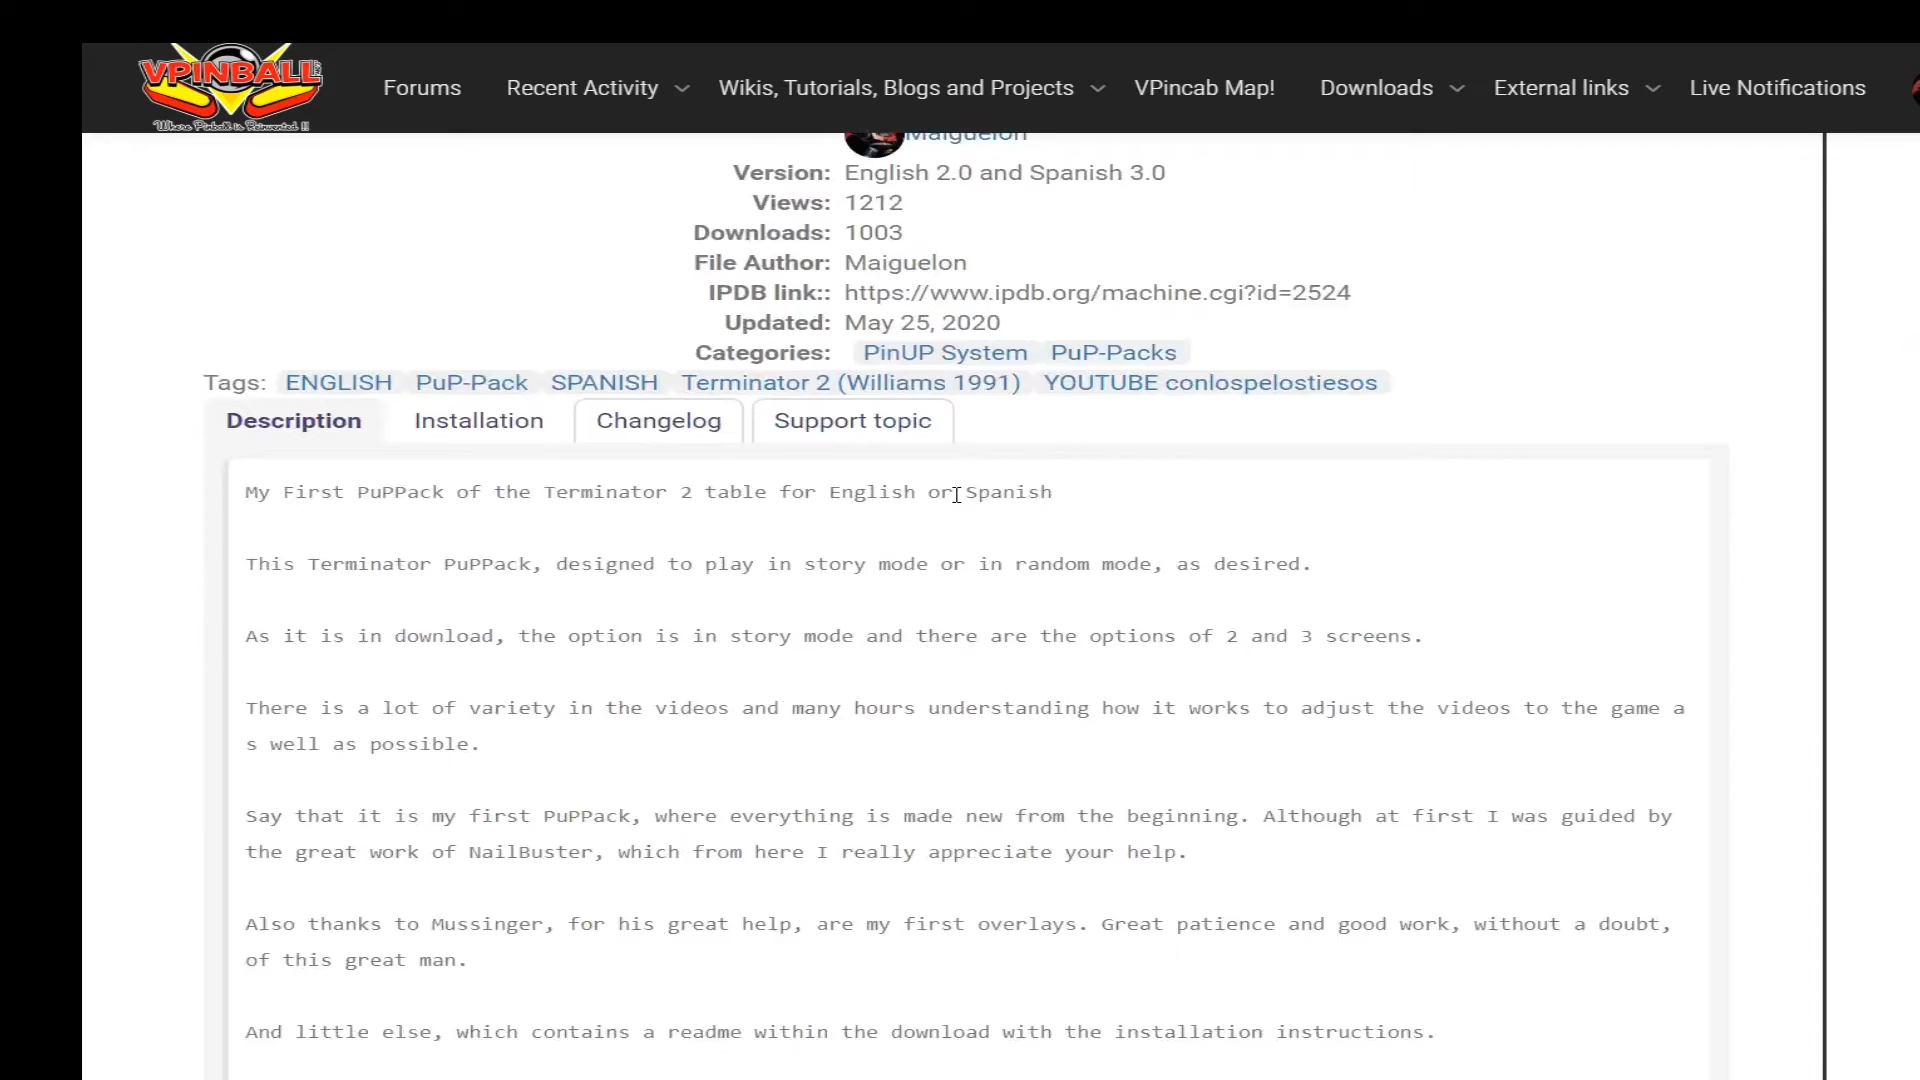 VPINBALL
Where Pinball is Reinvented !!
Forums Recent Activity Wikis, Tutorials, Blogs and Projects VPincab Map! Downloads External links Live Notifications
Maiguelon
Version: English 2.0 and Spanish 3.0
Views: 1212
Downloads: 1003
File Author: Maiguelon
IPDB link:: https://www.ipdb.org/machine.cgi?id=2524
Updated: May 25, 2020
Categories: PinUP System PuP-Packs
Tags: ENGLISH PuP-Pack SPANISH Terminator 2 (Williams 1991) YOUTUBE conlospelostiesos
Description Installation Changelog Support topic
My First PuPPack of the Terminator 2 table for English or Spanish
This Terminator PuPPack, designed to play in story mode or in random mode, as desired.
As it is in download, the option is in story mode and there are the options of 2 and 3 screens.
There is a lot of variety in the videos and many hours understanding how it works to adjust the videos to the game a
s well as possible.
Say that it is my first PuPPack, where everything is made new from the beginning. Although at first I was guided by
the great work of NailBuster, which from here I really appreciate your help.
Also thanks to Mussinger, for his great help, are my first overlays. Great patience and good work, without a doubt,
of this great man.
And little else, which contains a readme within the download with the installation instructions.